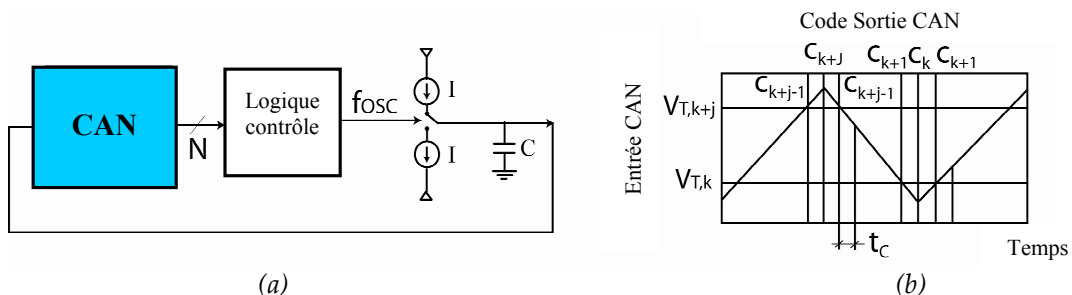 CAN
N
Logique
contrôle
fOSC
I
I
C
(a)
Code Sortie CAN
Ck+J Ck+1 Ck Ck+1
Ck+j-1 Ck+j-1
VT,k+j
VT,k
Entrée CAN
tC
Temps
(b)